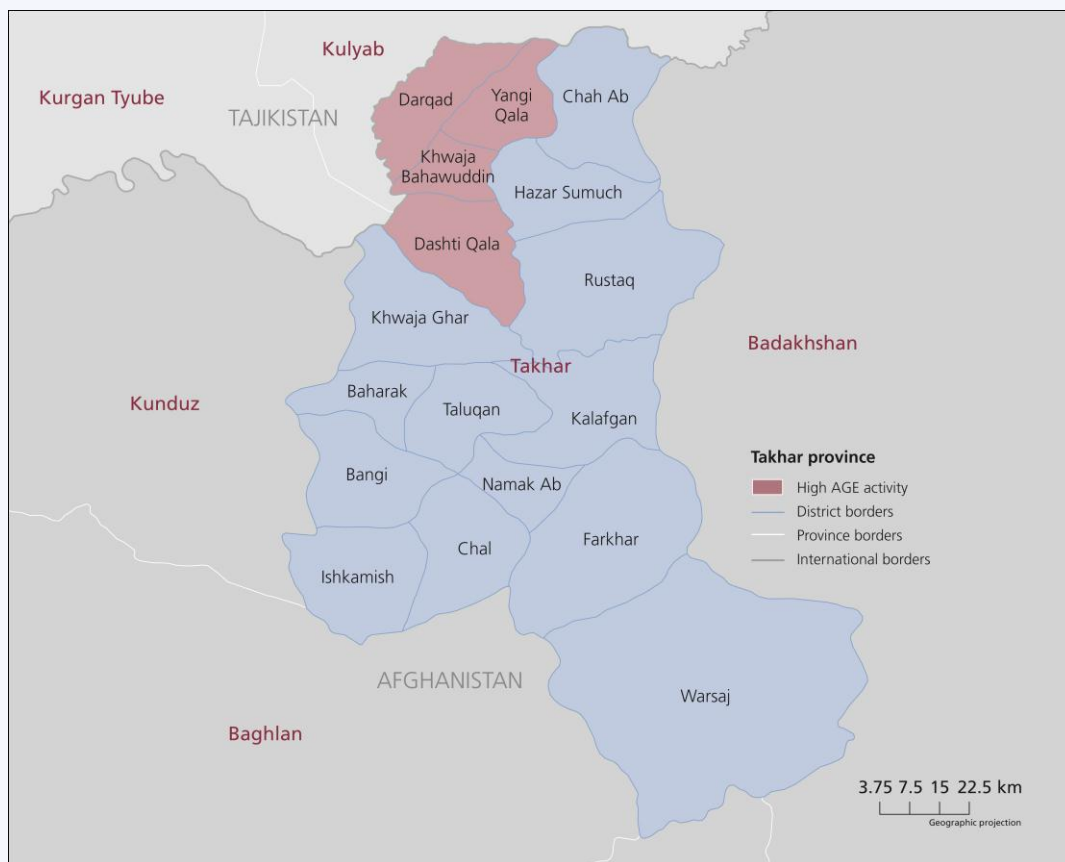 Kulyab
Kurgan Tyube
TAJIKISTAN
Darqad
Yangi
Qala
Chah Ab
Khwaja
Bahawuddin
Hazar Sumuch
Dashti Qala
Rustaq
Khwaja Ghar
Badakhshan
Takhar
Kunduz
Baharak
Taluqan
Kalafgan
Bangi
Namak Ab
Chal
Farkhar
Ishkamish
Takhar province
High AGE activity
District borders
Province borders
International borders
AFGHANISTAN
Warsaj
Baghlan
3.75 7.5 15 22.5 km
Geographic projection